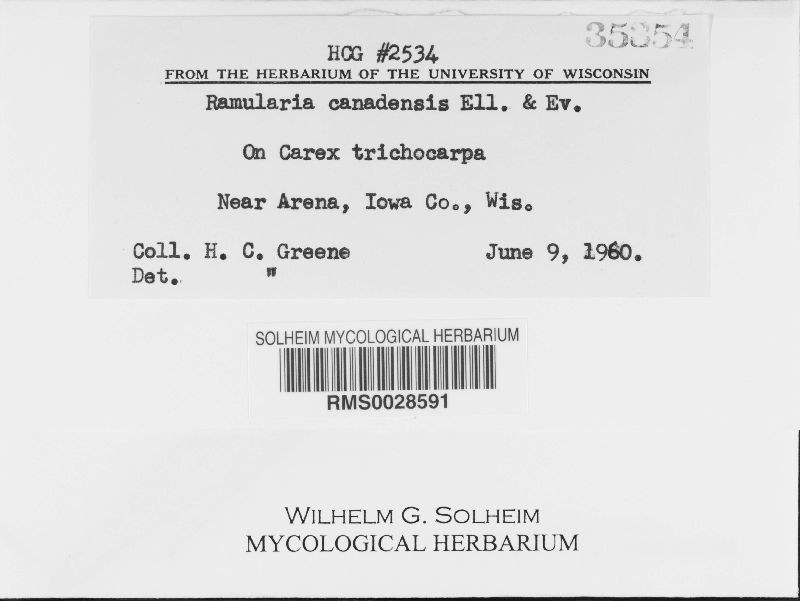 35354
HCG #2534
FROM THE HERBARIUM OF THE UNIVERSITY OF WISCONSIN
Ramularia canadensis Ell. & Ev.
On Carex trichocarpa
Near Arena, Iowa Co., Wis.
Coll. H. C. Greene June 9, 1960.
Det. "
SOLHEIM MYCOLOGICAL HERBARIUM
RMS0028591
WILHELM G. SOLHEIM
MYCOLOGICAL HERBARIUM